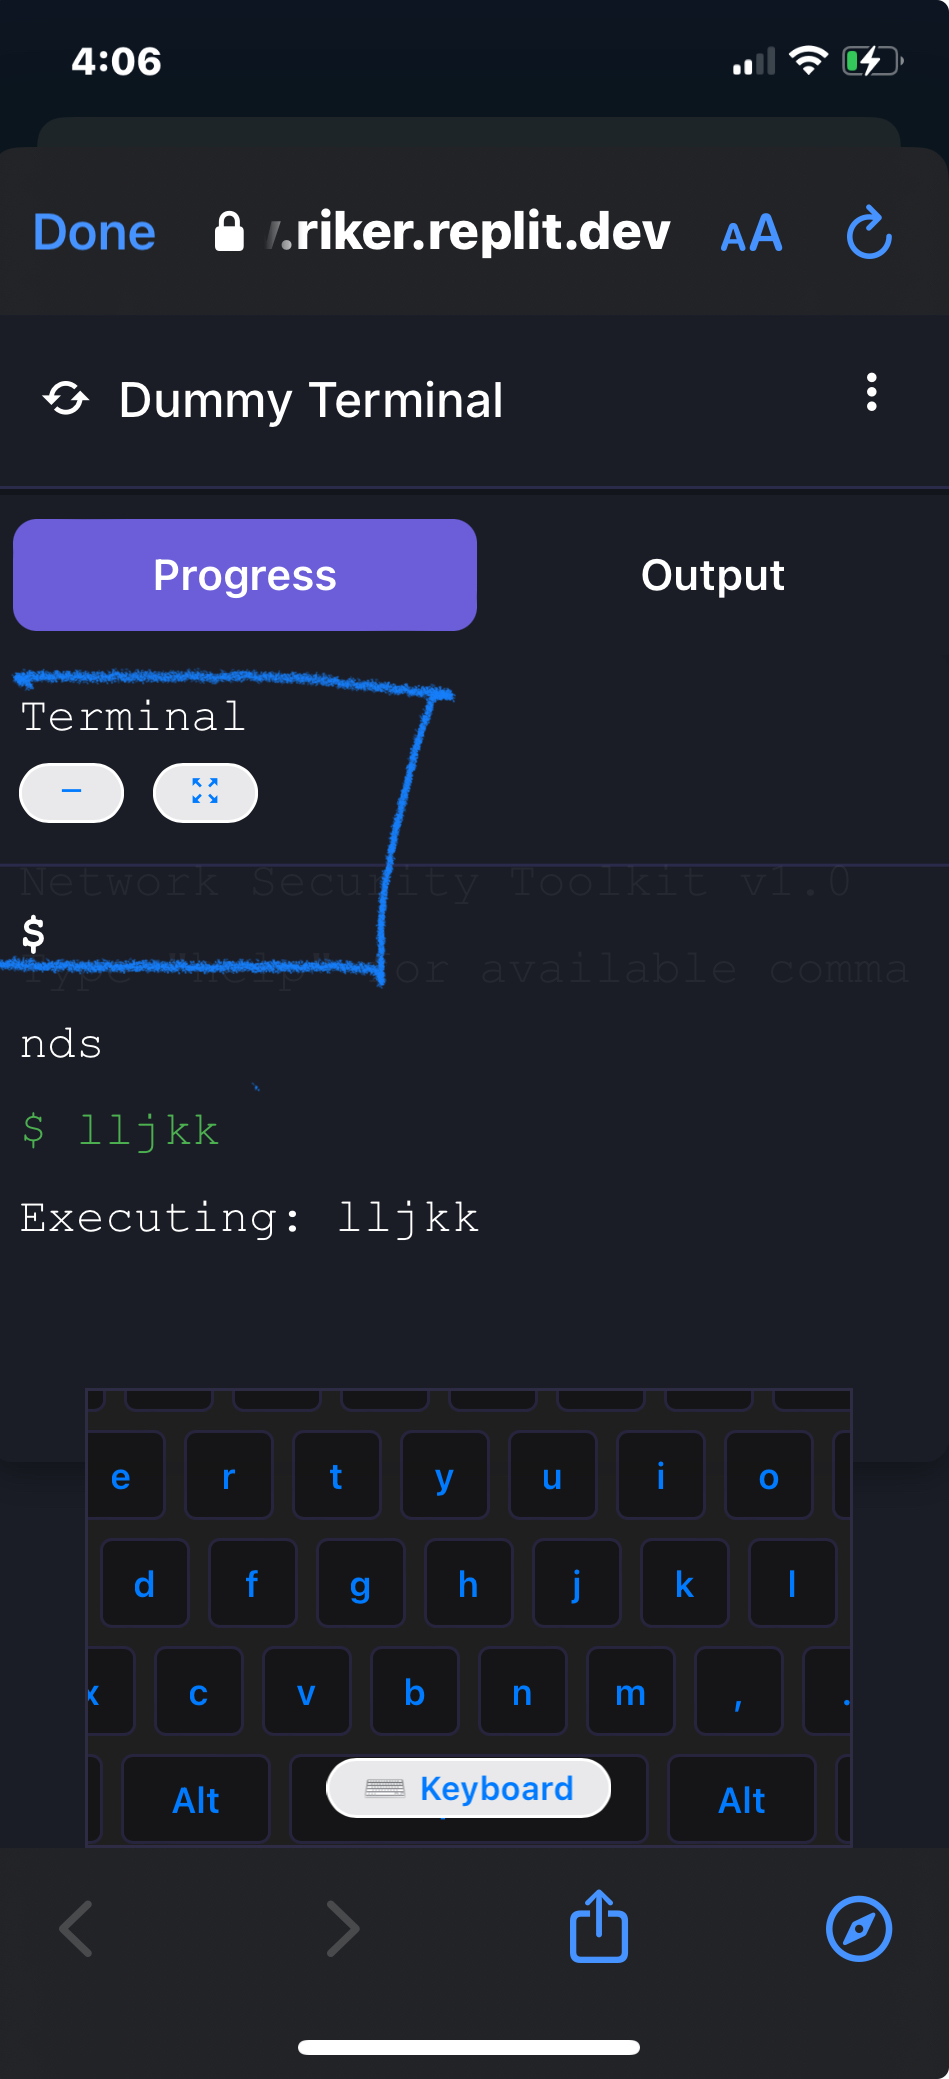 4:06
Done .riker.replit.dev AA
Dummy Terminal
Progress Output
Terminal
Network Security Toolkit v1.0
$
Type "help" for available comma
nds
$ lljkk
Executing: lljkk
e r t y u i o
d f g h j k l
x c v b n m , .
Alt Keyboard Alt